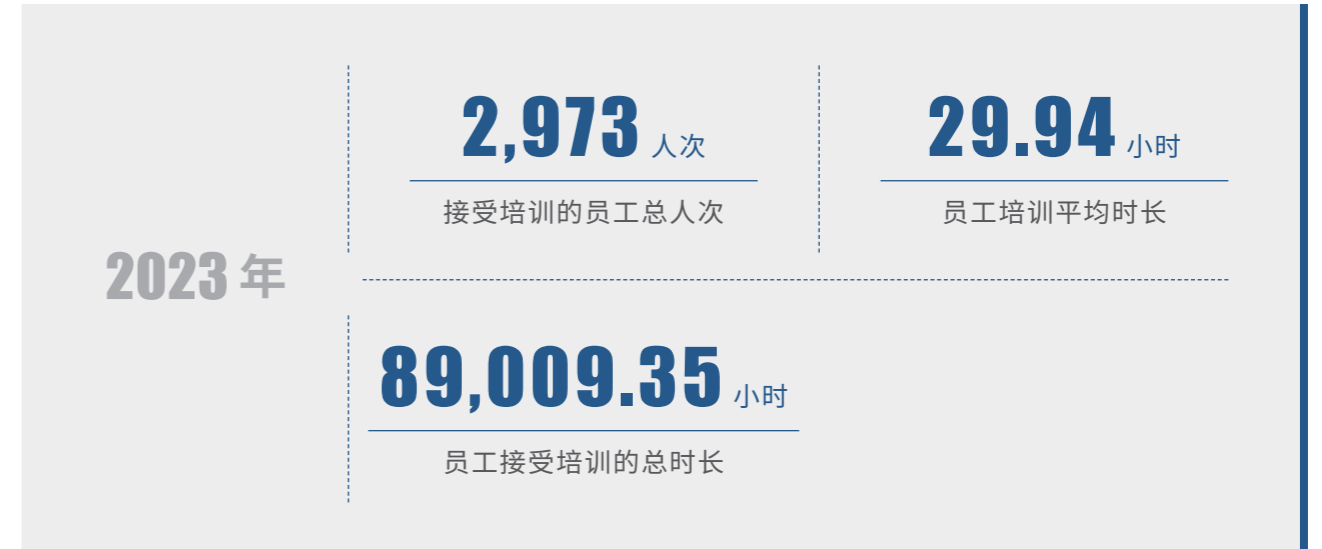 2023 年
2,973 人次
接受培训的员工总人次
29.94 小时
员工培训平均时长
89,009.35 小时
员工接受培训的总时长